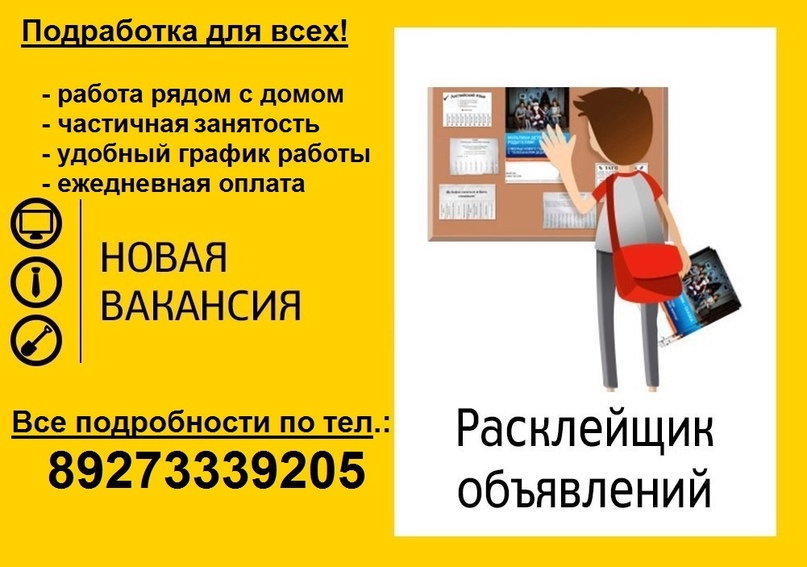 Подработка для всех!
- работа рядом с домом
- частичная занятость
- удобный график работы
- ежедневная оплата
НОВАЯ
ВАКАНСИЯ
Все подробности по тел.:
89273339205
Расклейщик
объявлений